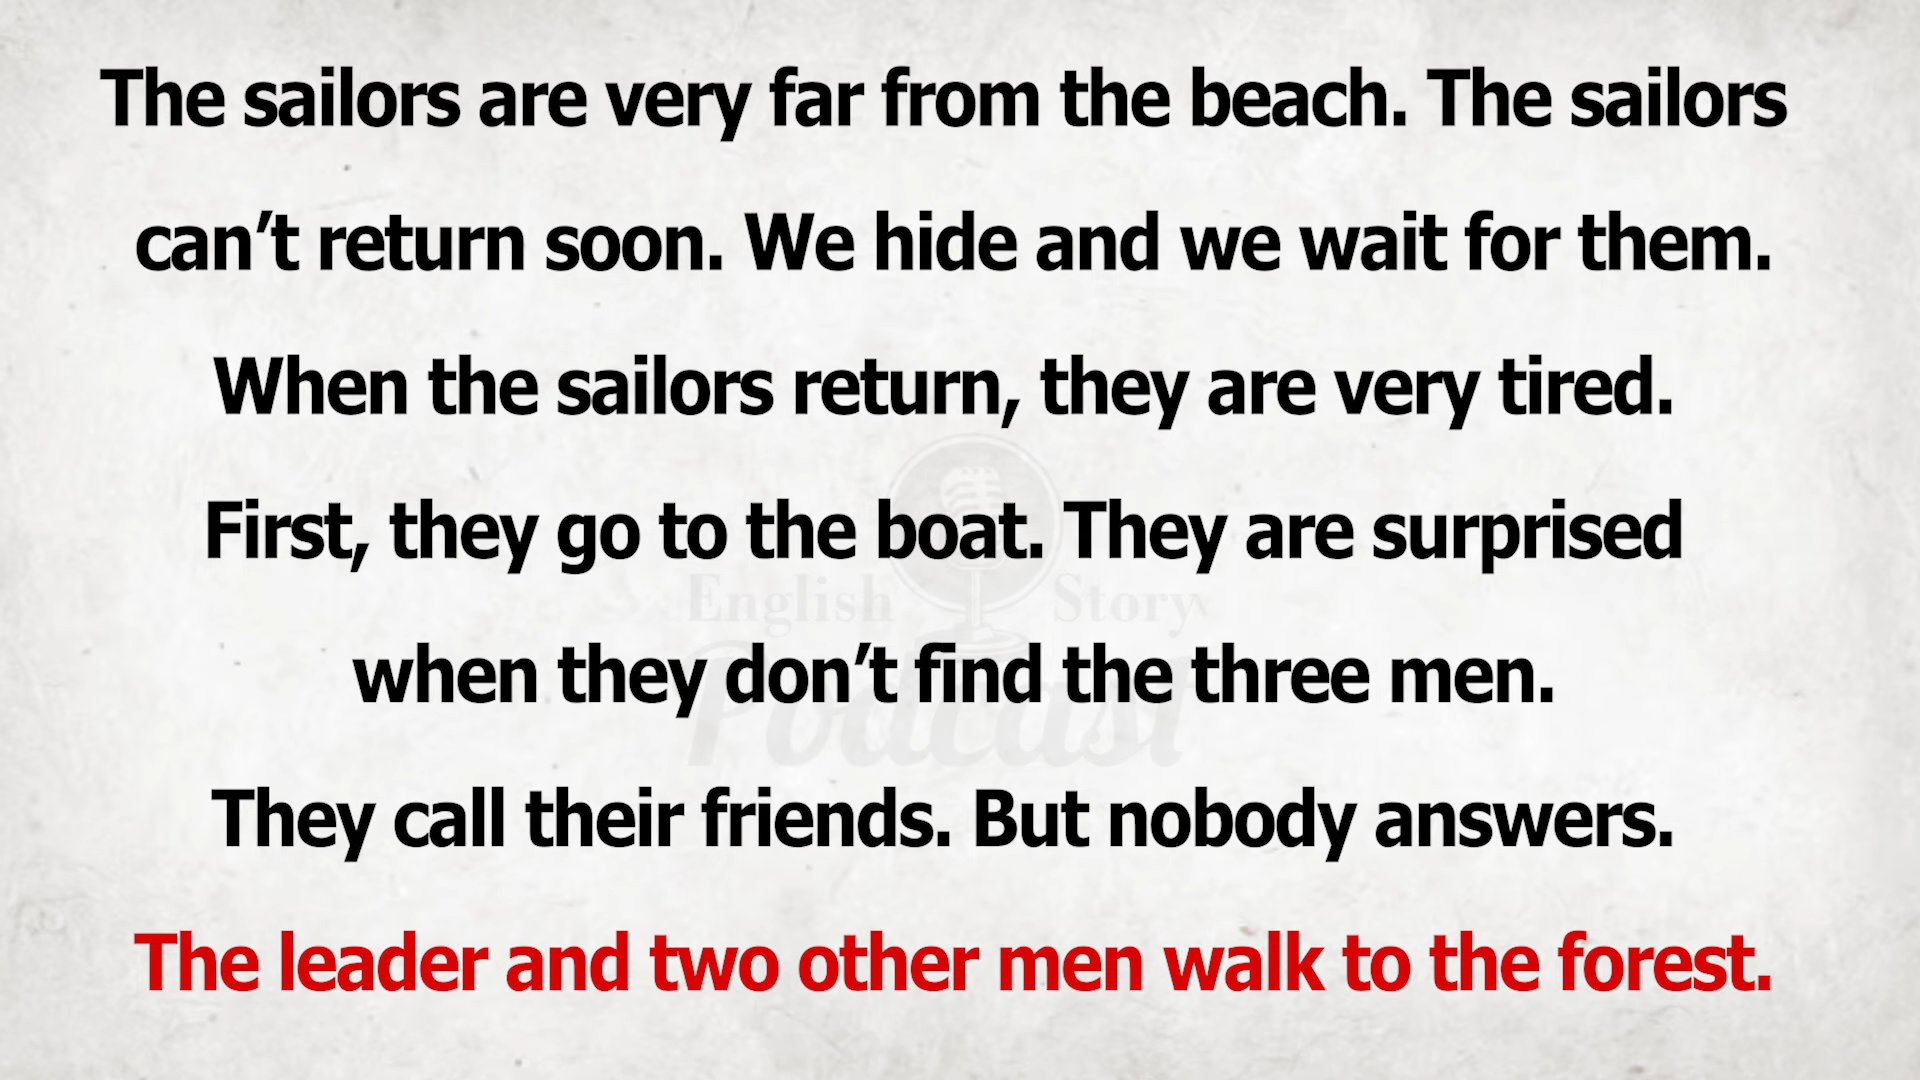 The sailors are very far from the beach. The sailors
can’t return soon. We hide and we wait for them.
When the sailors return, they are very tired.
First, they go to the boat. They are surprised
English Story
when they don’t find the three men.
Podcast
They call their friends. But nobody answers.
The leader and two other men walk to the forest.